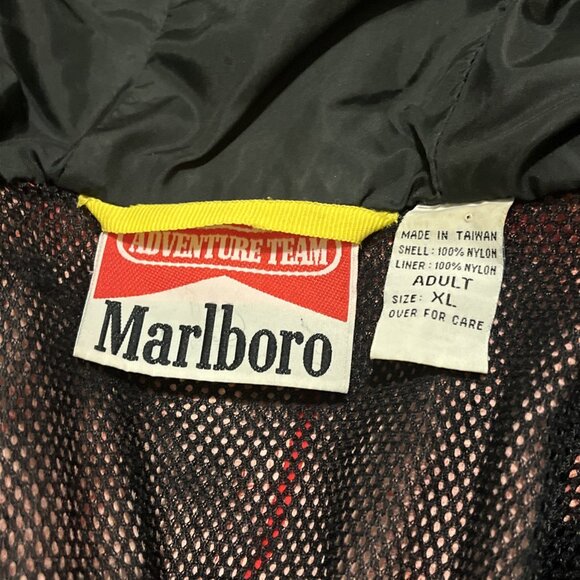 ADVENTURE TEAM
Marlboro
MADE IN TAIWAN
SHELL: 100% NYLON
LINER: 100% NYLON
ADULT
SIZE: XL
OVER FOR CARE